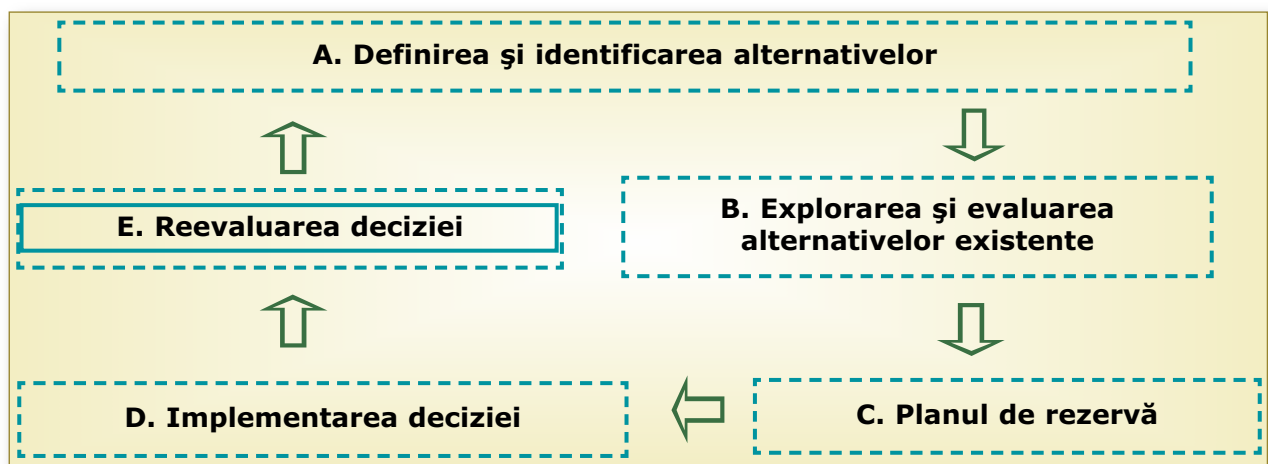 A. Definirea şi identificarea alternativelor
B. Explorarea şi evaluarea
alternativelor existente
C. Planul de rezervă
D. Implementarea deciziei
E. Reevaluarea deciziei